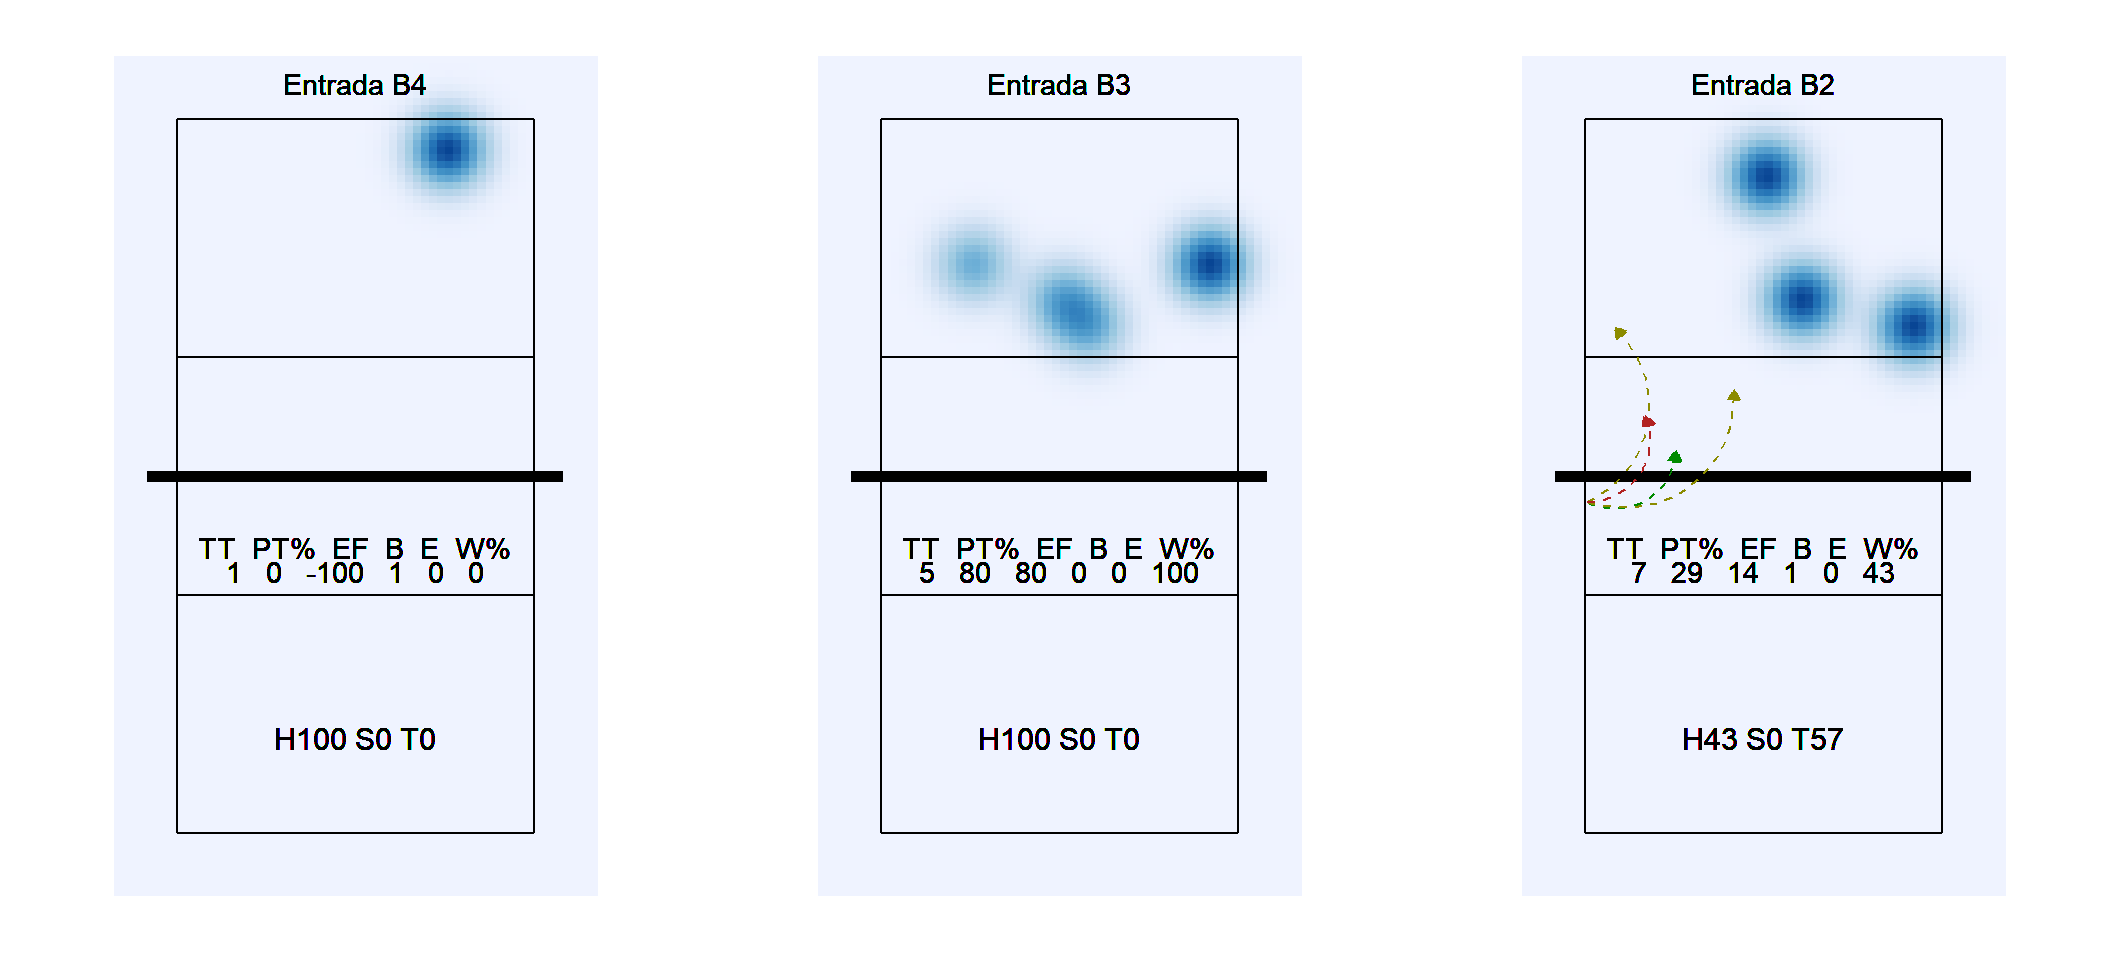 Entrada B4
TT PT% EF B E W%
1 0 -100 1 0 0
H100 S0 T0
Entrada B3
TT PT% EF B E W%
5 80 80 0 0 100
H100 S0 T0
Entrada B2
TT PT% EF B E W%
7 29 14 1 0 43
H43 S0 T57